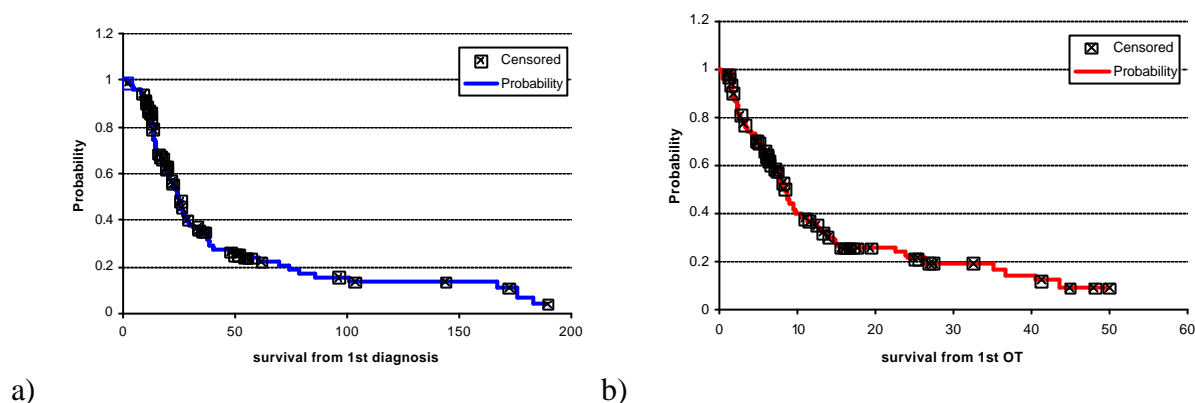 1.2
1
0.8
0.6
0.4
0.2
0
Probability
0 50 100 150 200
survival from 1st diagnosis
Censored
Probability
a)
1.2
1
0.8
0.6
0.4
0.2
0
Probability
0 10 20 30 40 50 60
survival from 1st OT
Censored
Probability
b)